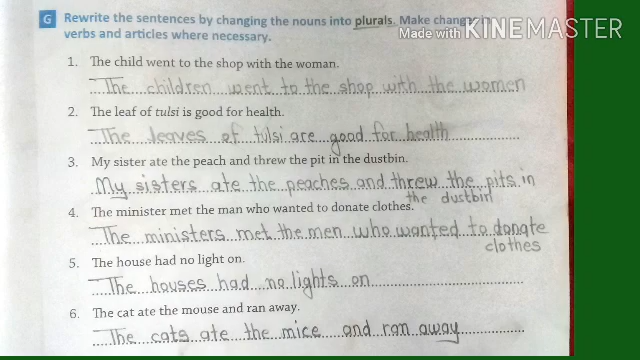 G Rewrite the sentences by changing the nouns into plurals. Make changes in
verbs and articles where necessary.
Made with KINEMASTER
1. The child went to the shop with the woman.
The children went to the shop with the women
2. The leaf of tulsi is good for health.
The leaves of tulsi are good for health
3. My sister ate the peach and threw the pit in the dustbin.
My sisters ate the peaches and threw the pits in
the dustbin
4. The minister met the man who wanted to donate clothes.
The ministers met the men who wanted to donate
clothes
5. The house had no light on.
The houses had no lights on
6. The cat ate the mouse and ran away.
The cats ate the mice and ran away